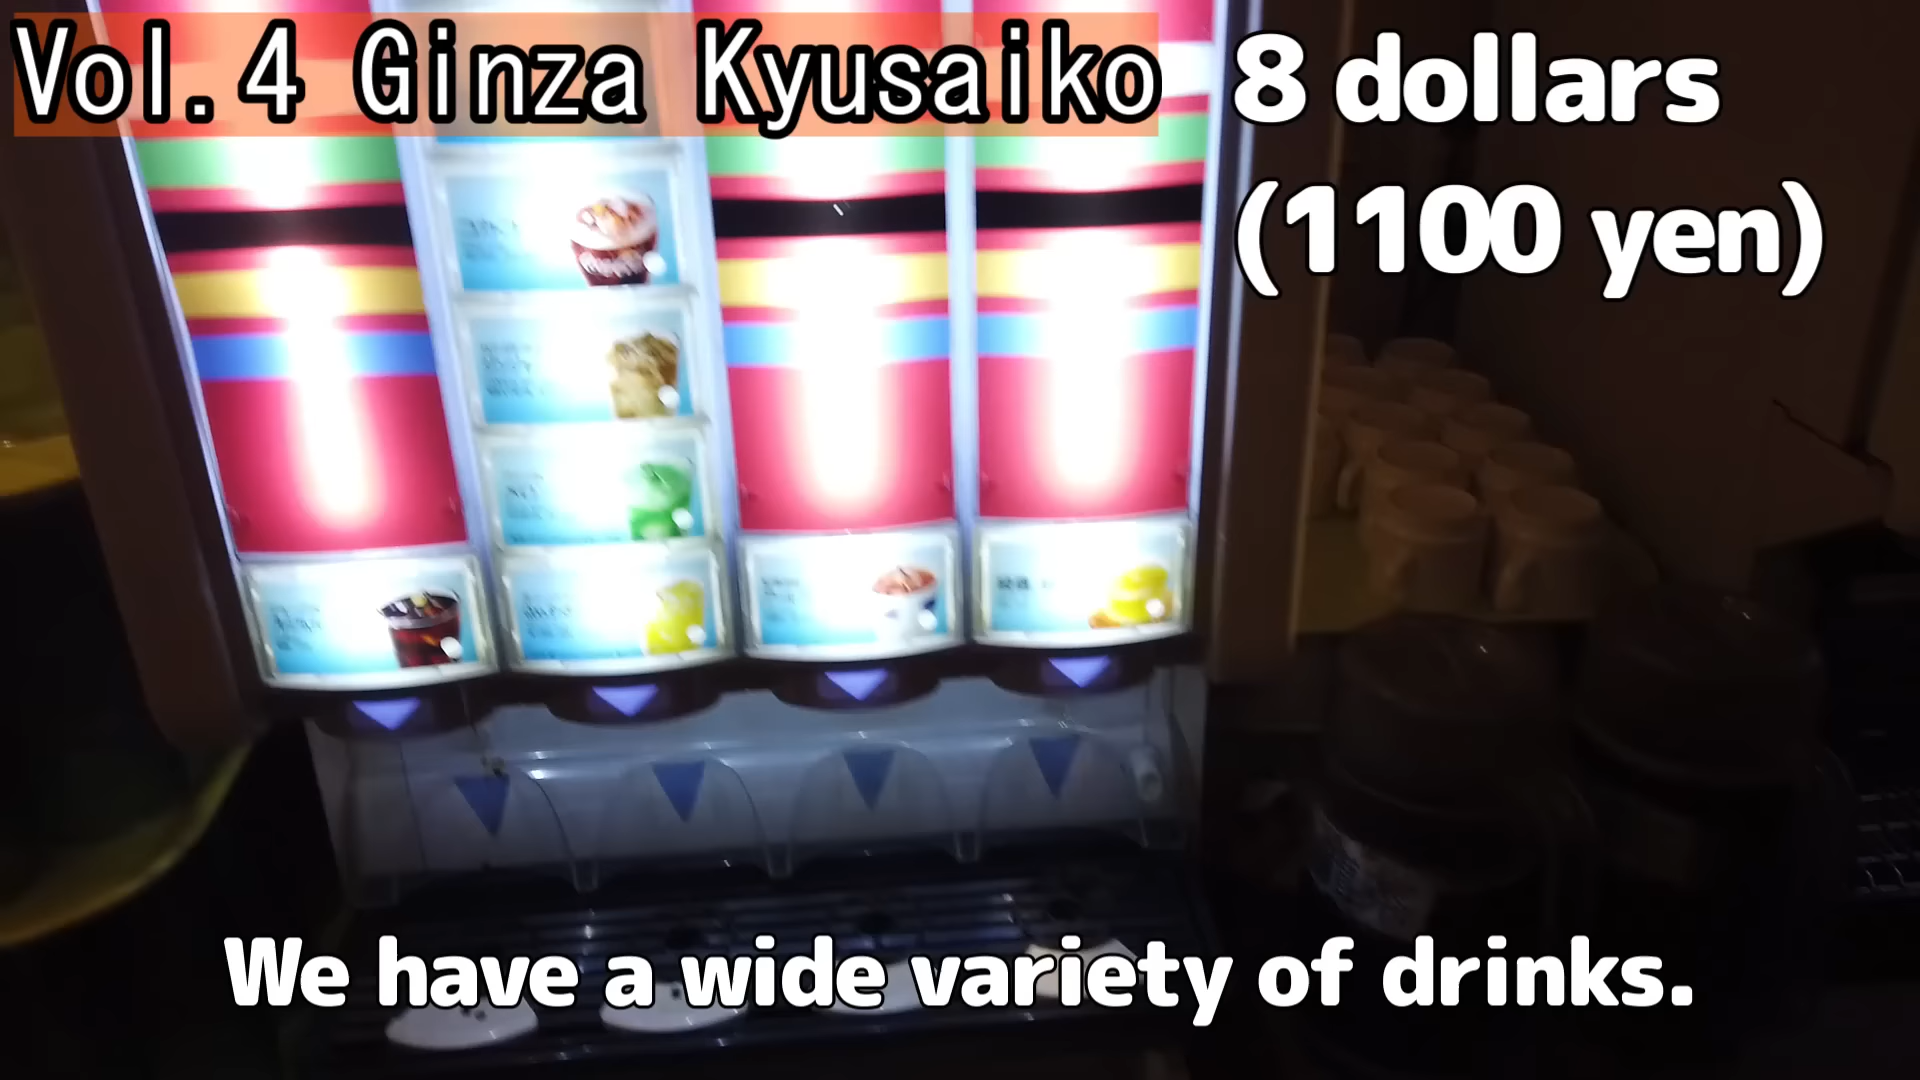 Vol.4 Ginza Kyusaiko
8 dollars
(1100 yen)
We have a wide variety of drinks.